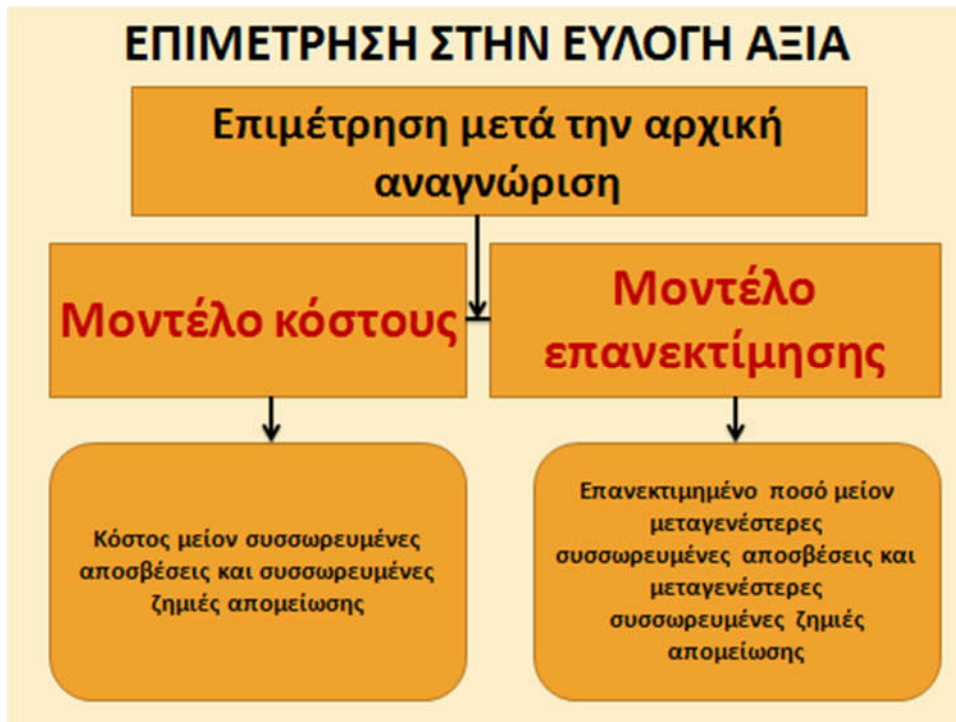 ΕΠΙΜΕΤΡΗΣΗ ΣΤΗΝ ΕΥΛΟΓΗ ΑΞΙΑ
Επιμέτρηση μετά την αρχική
αναγνώριση
Μοντέλο κόστους
Μοντέλο
επανεκτίμησης
Κόστος μείον συσσωρευμένες
αποσβέσεις και συσσωρευμένες
ζημιές απομείωσης
Επανεκτιμημένο ποσό μείον
μεταγενέστερες
συσσωρευμένες αποσβέσεις και
μεταγενέστερες
συσσωρευμένες ζημιές
απομείωσης